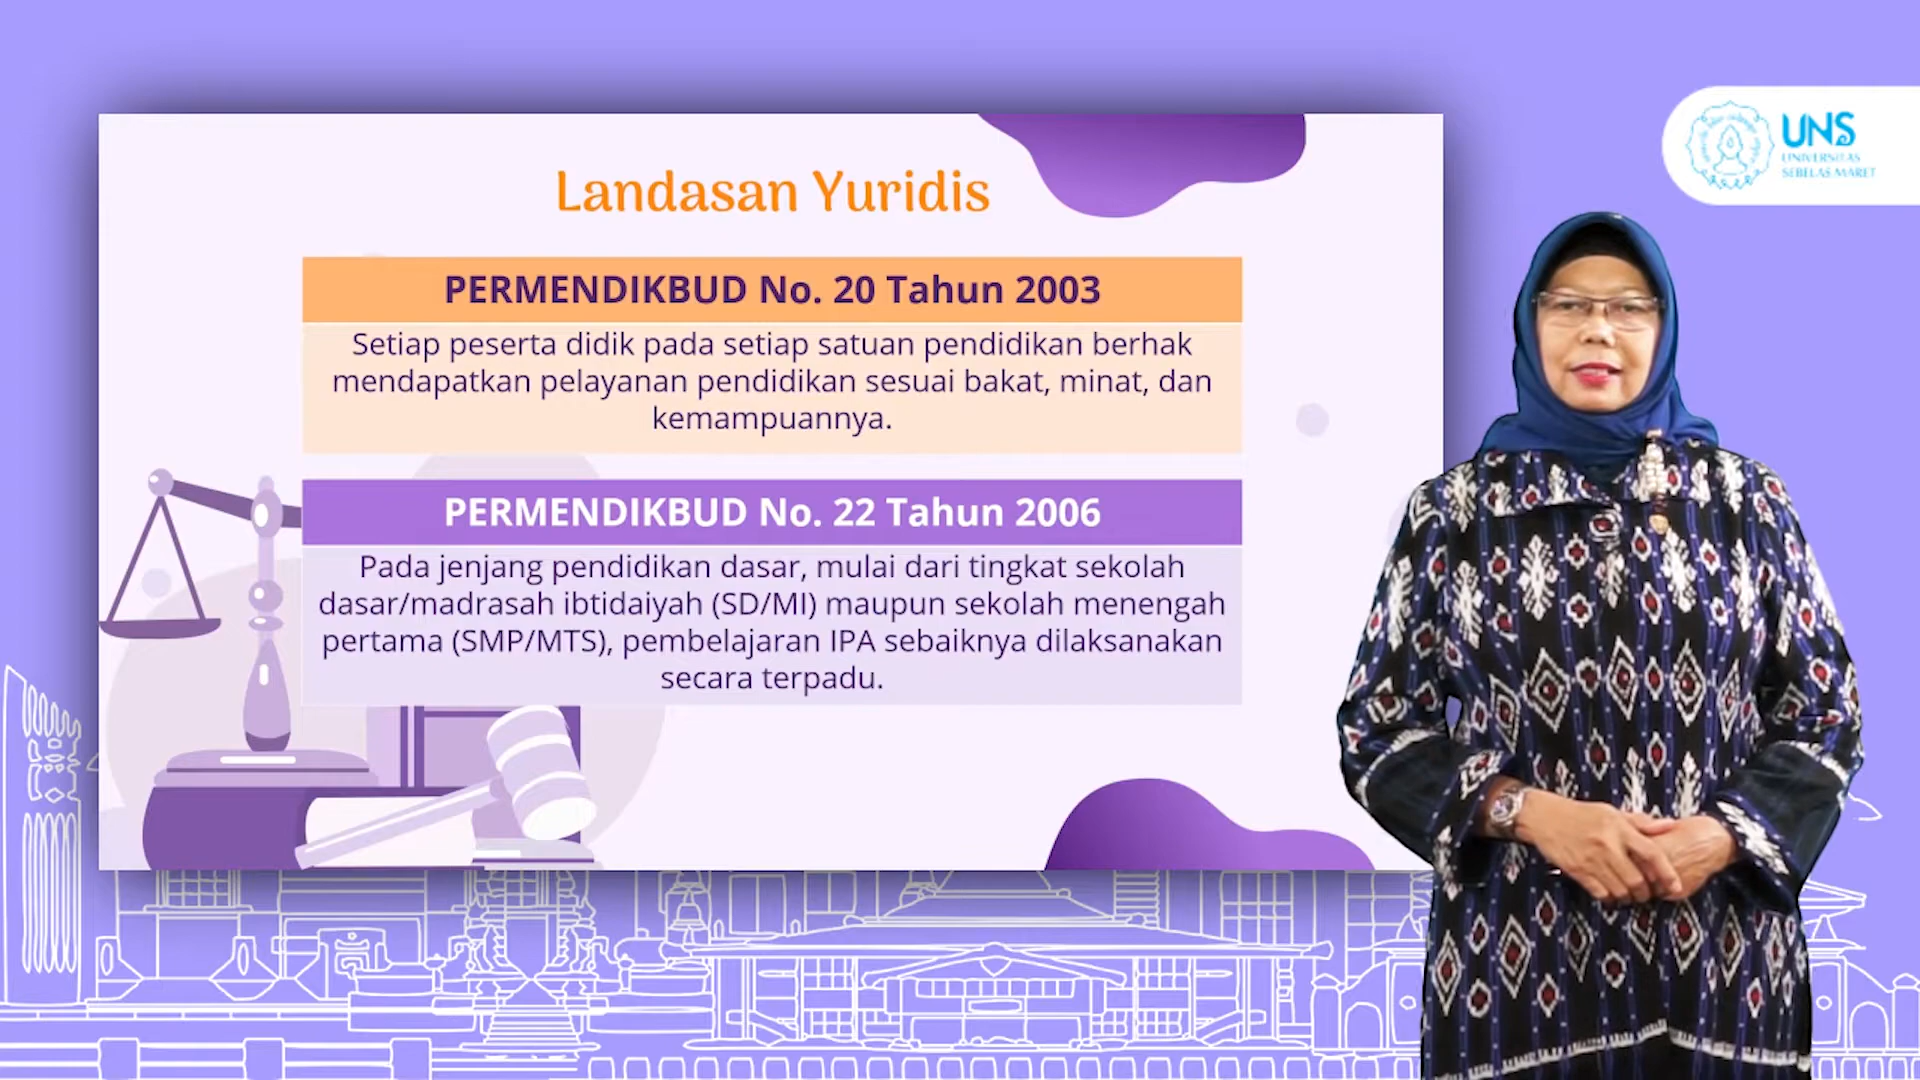 Landasan Yuridis
PERMENDIKBUD No. 20 Tahun 2003
Setiap peserta didik pada setiap satuan pendidikan berhak
mendapatkan pelayanan pendidikan sesuai bakat, minat, dan
kemampuannya.
PERMENDIKBUD No. 22 Tahun 2006
Pada jenjang pendidikan dasar, mulai dari tingkat sekolah
dasar/madrasah ibtidaiyah (SD/MI) maupun sekolah menengah
pertama (SMP/MTS), pembelajaran IPA sebaiknya dilaksanakan
secara terpadu.
UNS
UNIVERSITAS
SEBELAS MARET